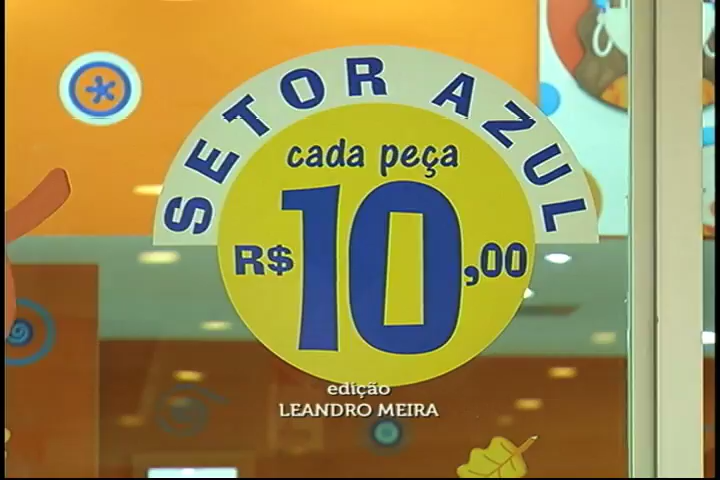 SETOR AZUL
cada peça
R$ 10,00
edição
LEANDRO MEIRA